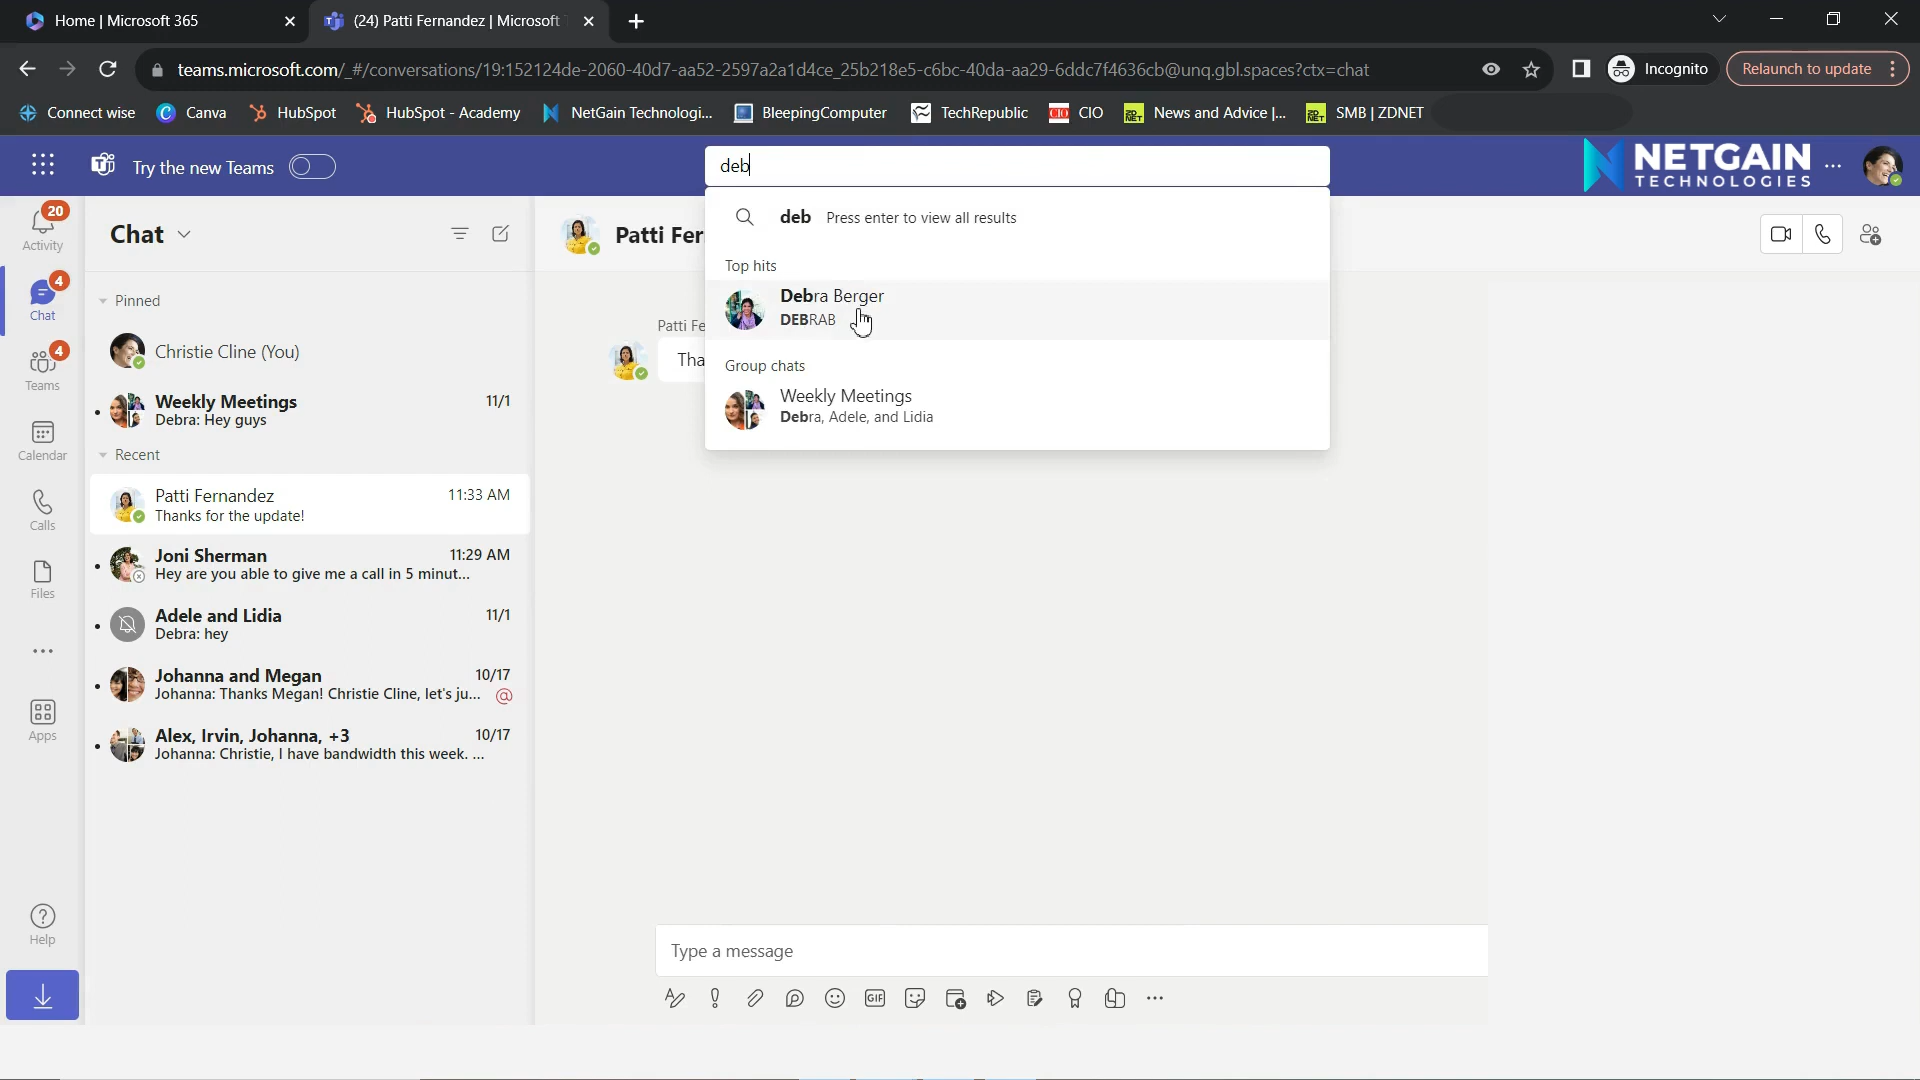 Home | Microsoft 365
(24) Patti Fernandez | Microsoft
teams.microsoft.com/_#/conversations/19:152124de-2060-40d7-aa52-2597a2a1d4ce_25b218e5-c6bc-40da-aa29-6ddc7f4636cb@unq.gbl.spaces?ctx=chat
Incognito
Relaunch to update
Connect wise
Canva
HubSpot
HubSpot - Academy
NetGain Technologi...
BleepingComputer
TechRepublic
CIO CIO
News and Advice |...
SMB | ZDNET
Try the new Teams
deb
NETGAIN
TECHNOLOGIES
20
Activity
4
Chat
4
Teams
Calendar
Calls
Files
Apps
Help
Chat
Pinned
Christie Cline (You)
Weekly Meetings 11/1
Debra: Hey guys
Recent
Patti Fernandez 11:33 AM
Thanks for the update!
Joni Sherman 11:29 AM
Hey are you able to give me a call in 5 minut...
Adele and Lidia 11/1
Debra: hey
Johanna and Megan 10/17
Johanna: Thanks Megan! Christie Cline, let's ju... @
Alex, Irvin, Johanna, +3 10/17
Johanna: Christie, I have bandwidth this week. ...
Patti Fer
Patti Fe
Tha
deb Press enter to view all results
Top hits
Debra Berger
DEBRAB
Group chats
Weekly Meetings
Debra, Adele, and Lidia
Type a message
GIF